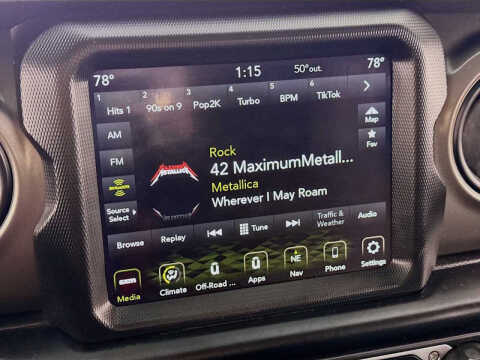 78° 1:15 50°out. 78°
1 2 3 4 5 6
Hits 1 90s on 9 Pop2K Turbo BPM TikTok
AM
Map
FM
Fav
Source
Select
METALLICA
Rock
42 MaximumMetall...
Metallica
Wherever I May Roam
Browse Replay Tune Traffic &
Weather Audio
Media Climate Off-Road ... Apps NE
Nav Phone Settings